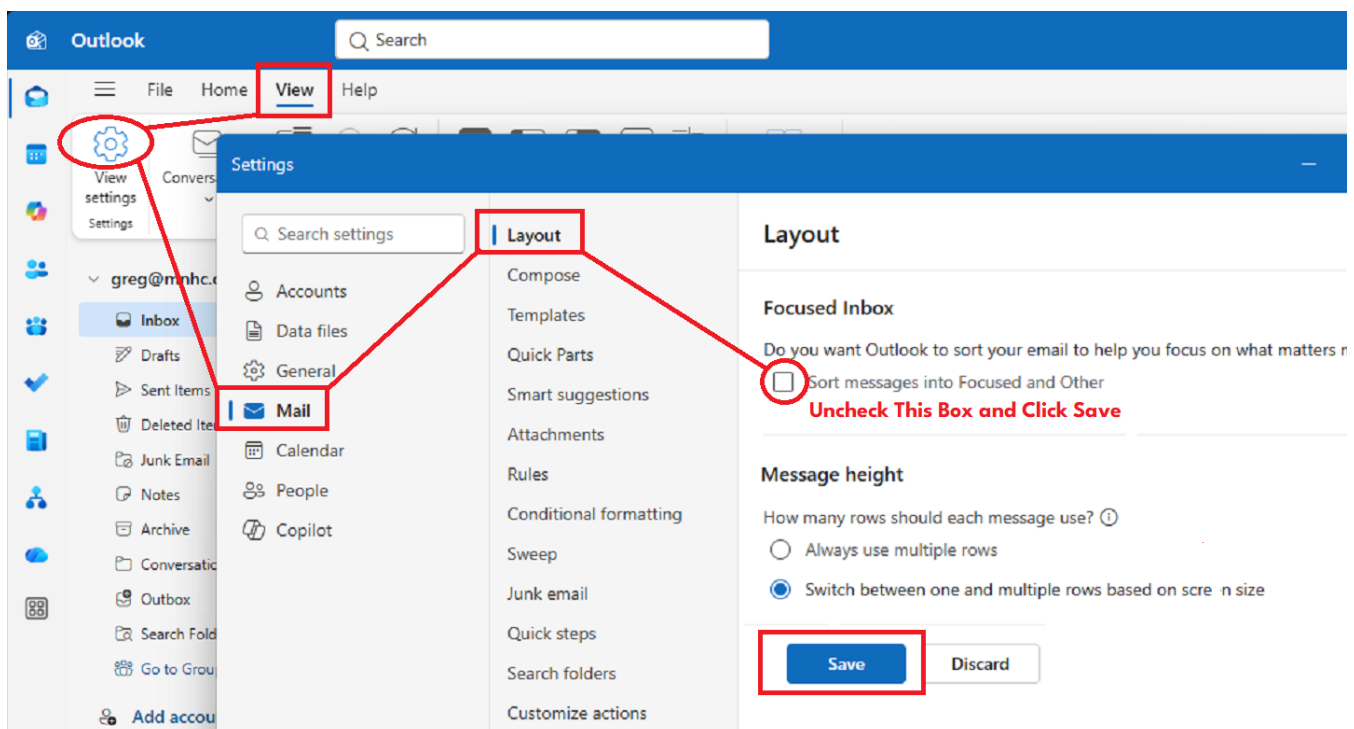 Outlook
Search
File Home View Help
View settings
Convers
Settings
Settings
Search settings
Accounts
Data files
General
Mail
Calendar
People
Copilot
greg@mnhc.c
Inbox
Drafts
Sent Items
Deleted Ite
Junk Email
Notes
Archive
Conversatic
Outbox
Search Fold
Go to Grou
Add accou
Layout
Compose
Templates
Quick Parts
Smart suggestions
Attachments
Rules
Conditional formatting
Sweep
Junk email
Quick steps
Search folders
Customize actions
Layout
Focused Inbox
Do you want Outlook to sort your email to help you focus on what matters
Sort messages into Focused and Other
Uncheck This Box and Click Save
Message height
How many rows should each message use?
Always use multiple rows
Switch between one and multiple rows based on scre n size
Save Discard